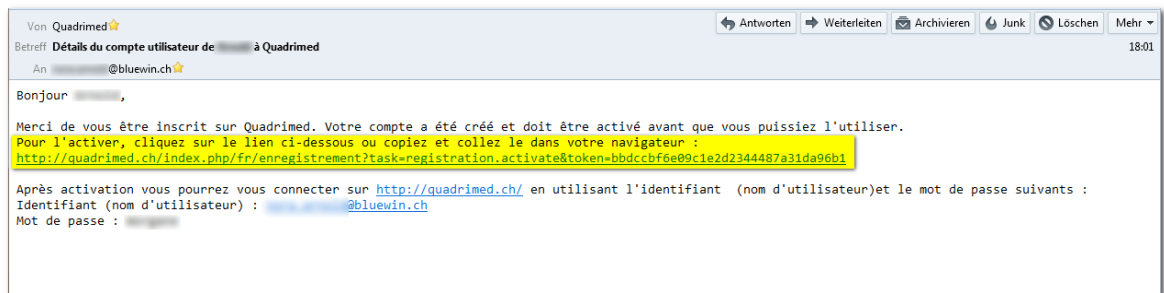 Von Quadrimed
Antworten Weiterleiten Archivieren Junk Löschen Mehr
Betreff Détails du compte utilisateur de à Quadrimed
18:01
An @bluewin.ch
Bonjour ,
Merci de vous être inscrit sur Quadrimed. Votre compte a été créé et doit être activé avant que vous puissiez l'utiliser.
Pour l'activer, cliquez sur le lien ci-dessous ou copiez et collez le dans votre navigateur :
http://quadrimed.ch/index.php/fr/enregistrement?task=registration.activate&token=bbdccbf6e09c1e2d2344487a31da96b1
Après activation vous pourrez vous connecter sur http://quadrimed.ch/ en utilisant l'identifiant  (nom d'utilisateur)et le mot de passe suivants :
Identifiant (nom d'utilisateur) : @bluewin.ch
Mot de passe :